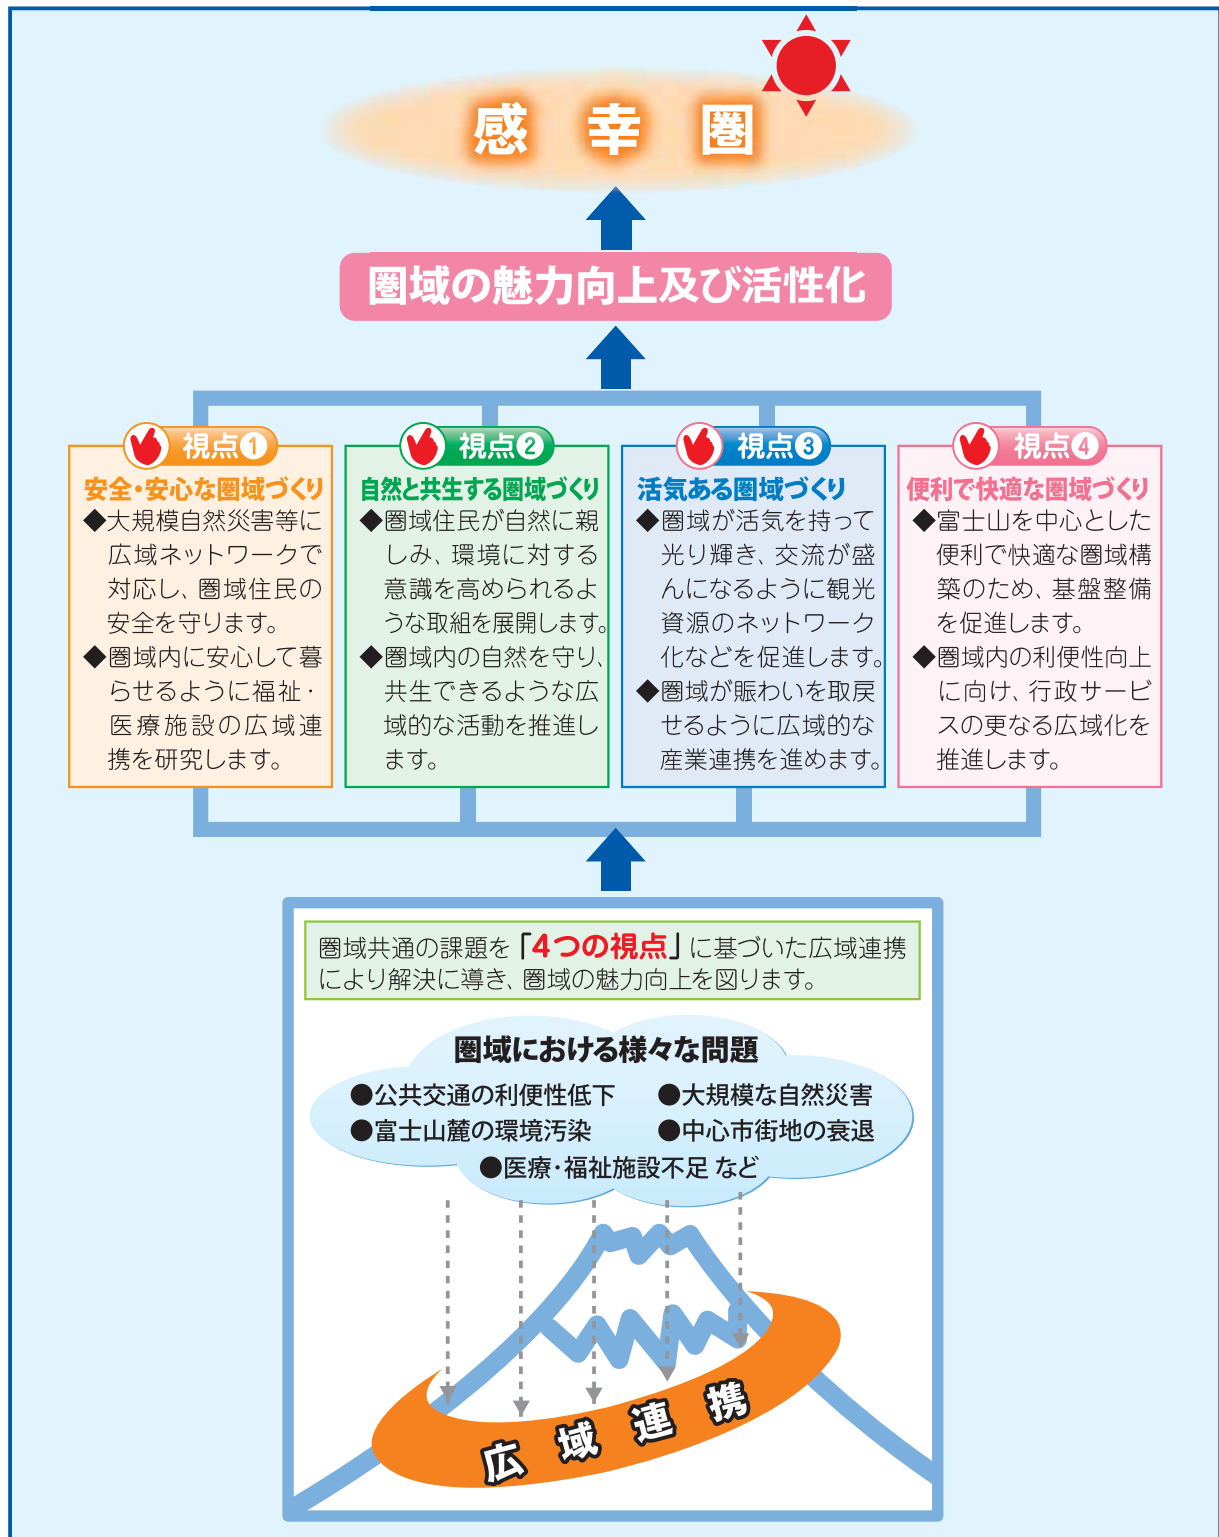 感幸圏
圏域の魅力向上及び活性化
視点❶
安全・安心な圏域づくり
◆大規模自然災害等に
広域ネットワークで
対応し、圏域住民の
安全を守ります。
◆圏域内に安心して暮
らせるように福祉・
医療施設の広域連
携を研究します。
視点❷
自然と共生する圏域づくり
◆圏域住民が自然に親
しみ、環境に対する
意識を高められるよ
うな取組を展開します。
◆圏域内の自然を守り、
共生できるような広
域的な活動を推進し
ます。
視点❸
活気ある圏域づくり
◆圏域が活気を持って
光り輝き、交流が盛
んになるように観光
資源のネットワーク
化などを促進します。
◆圏域が賑わいを取戻
せるように広域的な
産業連携を進めます。
視点❹
便利で快適な圏域づくり
◆富士山を中心とした
便利で快適な圏域構
築のため、基盤整備
を促進します。
◆圏域内の利便性向上
に向け、行政サービ
スの更なる広域化を
推進します。
圏域共通の課題を「4つの視点」に基づいた広域連携
により解決に導き、圏域の魅力向上を図ります。
圏域における様々な問題
●公共交通の利便性低下 ●大規模な自然災害
●富士山麓の環境汚染 ●中心市街地の衰退
●医療・福祉施設不足 など
広域連携